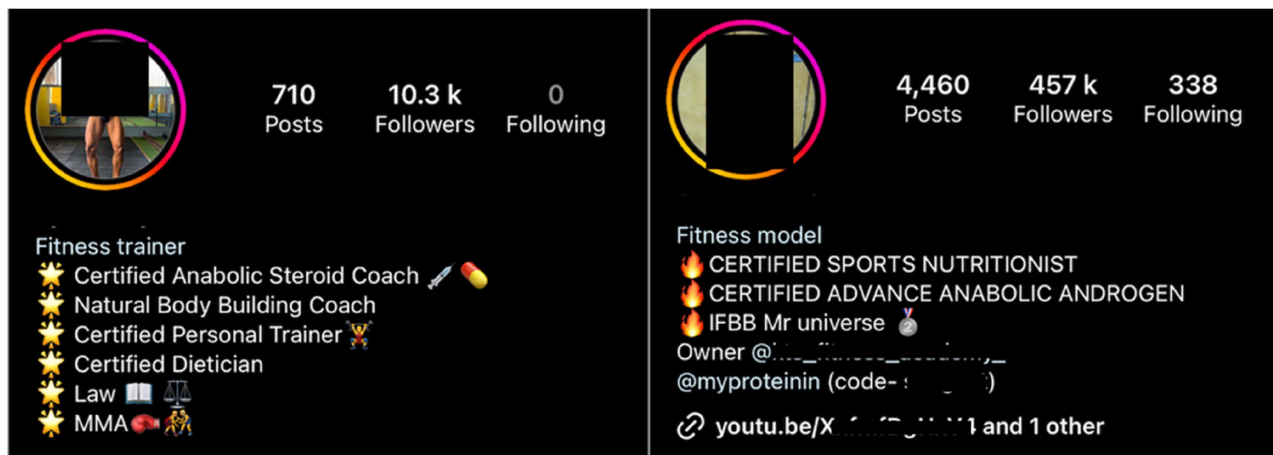 710 10.3 k 0
Posts Followers Following
Fitness trainer
🌟 Certified Anabolic Steroid Coach 💉💊
🌟 Natural Body Building Coach
🌟 Certified Personal Trainer🏋️
🌟 Certified Dietician
🌟 Law 📖 ⚖️
🌟 MMA🥊🤼
4,460 457 k 338
Posts Followers Following
Fitness model
🔥CERTIFIED SPORTS NUTRITIONIST
🔥CERTIFIED ADVANCE ANABOLIC ANDROGEN
🔥IFBB Mr universe 🥈
Owner
@myproteinin (code-
and 1 other